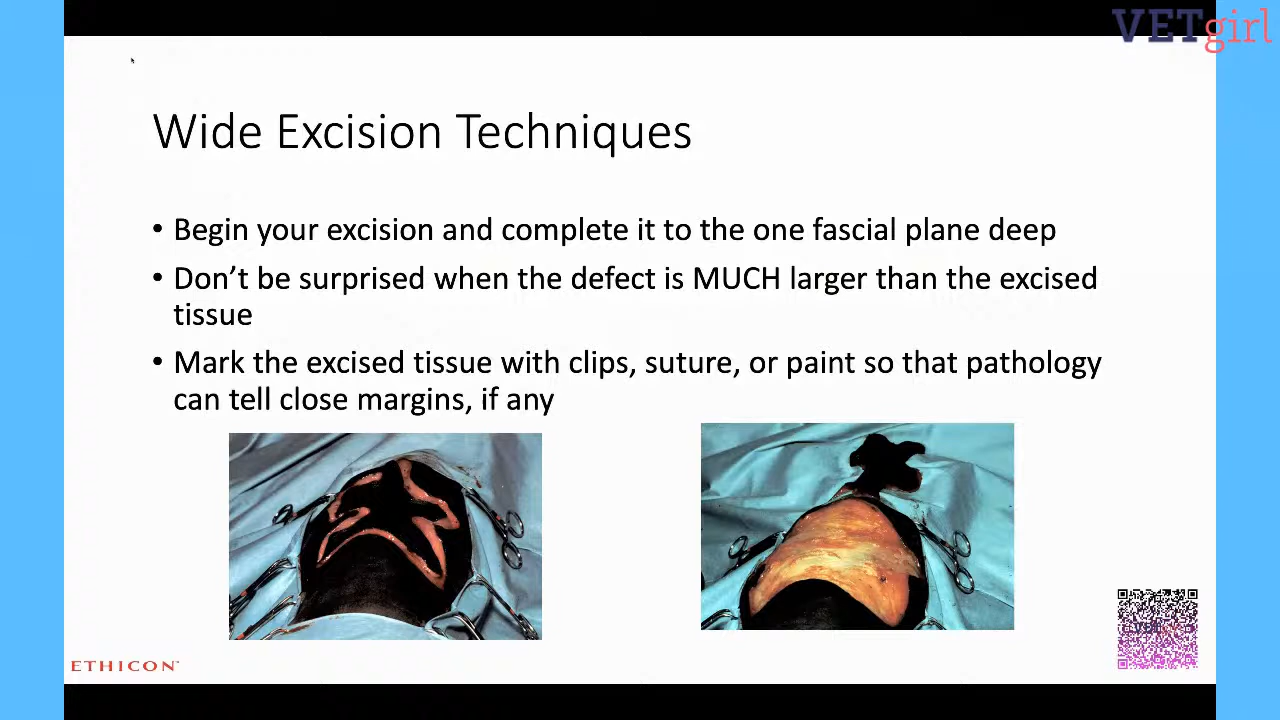 VETgirl
Wide Excision Techniques
• Begin your excision and complete it to the one fascial plane deep
• Don’t be surprised when the defect is MUCH larger than the excised
tissue
• Mark the excised tissue with clips, suture, or paint so that pathology
can tell close margins, if any
ETHICON™